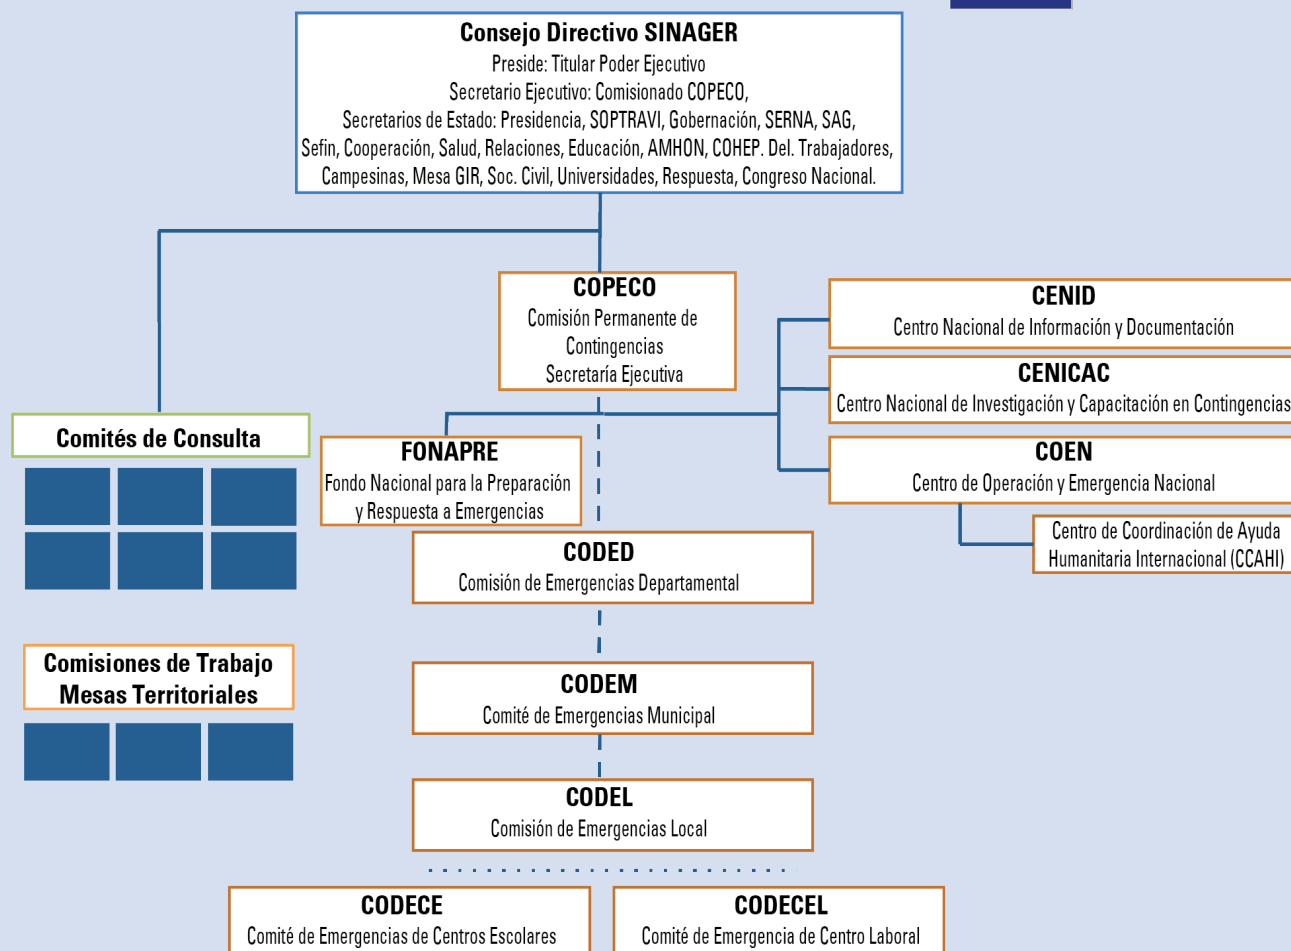 Consejo Directivo SINAGER
Preside: Titular Poder Ejecutivo
Secretario Ejecutivo: Comisionado COPECO,
Secretarios de Estado: Presidencia, SOPTRAVI, Gobernación, SERNA, SAG,
Sefin, Cooperación, Salud, Relaciones, Educación, AMHON, COHEP. Del. Trabajadores,
Campesinas, Mesa GIR, Soc. Civil, Universidades, Respuesta, Congreso Nacional.
COPECO
Comisión Permanente de
Contingencias
Secretaría Ejecutiva
CENID
Centro Nacional de Información y Documentación
CENICAC
Centro Nacional de Investigación y Capacitación en Contingencias
COEN
Centro de Operación y Emergencia Nacional
Centro de Coordinación de Ayuda
Humanitaria Internacional (CCAHI)
Comités de Consulta
FONAPRE
Fondo Nacional para la Preparación
y Respuesta a Emergencias
CODED
Comisión de Emergencias Departamental
Comisiones de Trabajo
Mesas Territoriales
CODEM
Comité de Emergencias Municipal
CODEL
Comisión de Emergencias Local
CODECE
Comité de Emergencias de Centros Escolares
CODECEL
Comité de Emergencia de Centro Laboral